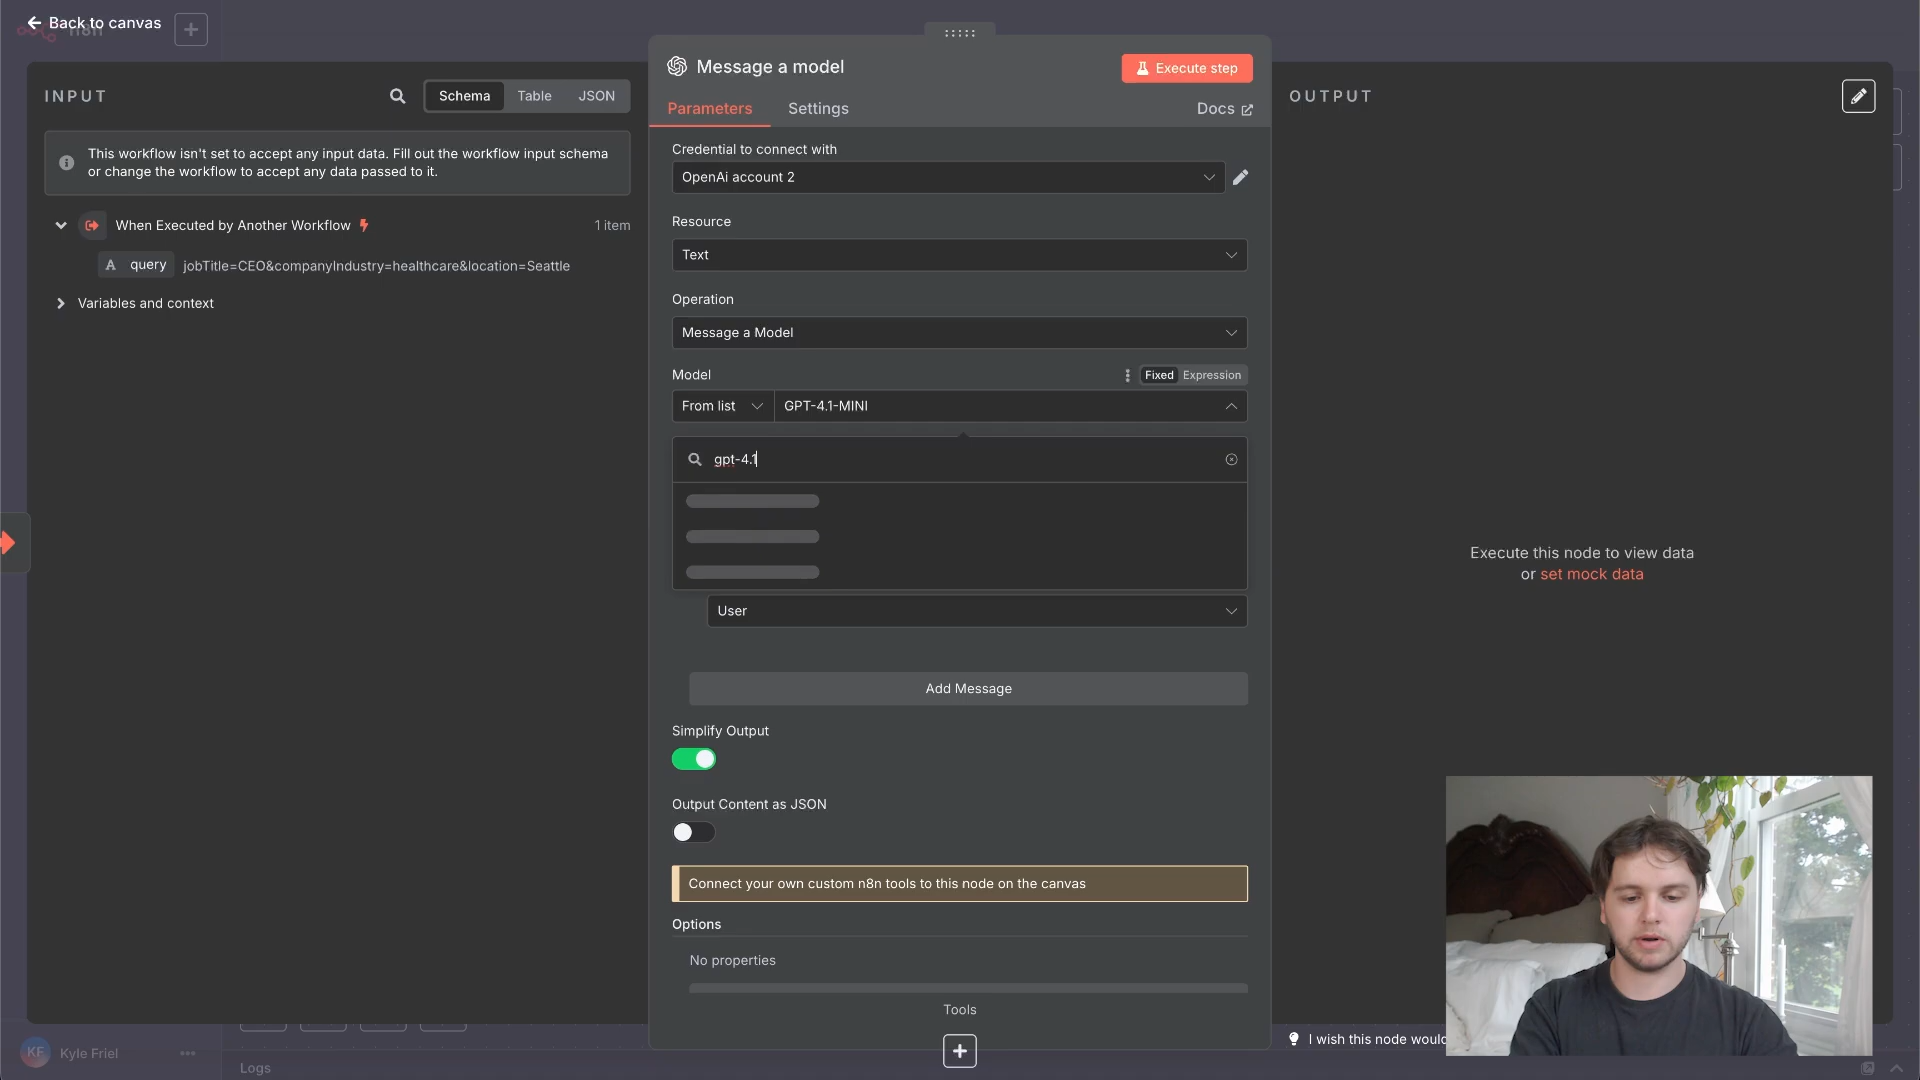 Back to canvas
n8n
INPUT
Schema
Table
JSON
This workflow isn't set to accept any input data. Fill out the workflow input schema
or change the workflow to accept any data passed to it.
When Executed by Another Workflow
1 item
A query jobTitle=CEO&companyIndustry=healthcare&location=Seattle
Variables and context
Message a model
Execute step
Parameters
Settings
Docs
Credential to connect with
OpenAi account 2
Resource
Text
Operation
Message a Model
Model
Fixed
Expression
From list
GPT-4.1-MINI
gpt-4.1
User
Add Message
Simplify Output
Output Content as JSON
Connect your own custom n8n tools to this node on the canvas
Options
No properties
Tools
OUTPUT
Execute this node to view data
or set mock data
I wish this node would
KF
Kyle Friel
Logs